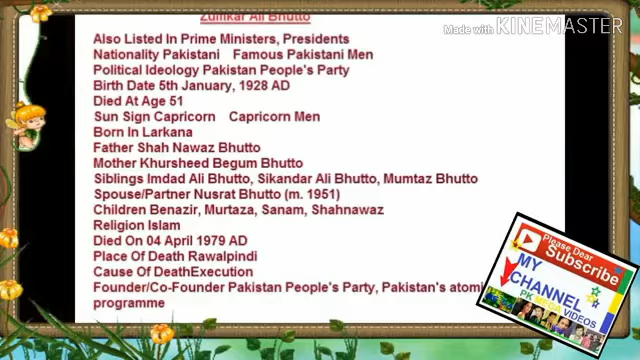 Zulfikar Ali Bhutto
Made with KINEMASTER
Also Listed In Prime Ministers, Presidents
Nationality Pakistani Famous Pakistani Men
Political Ideology Pakistan People's Party
Birth Date 5th January, 1928 AD
Died At Age 51
Sun Sign Capricorn Capricorn Men
Born In Larkana
Father Shah Nawaz Bhutto
Mother Khursheed Begum Bhutto
Siblings Imdad Ali Bhutto, Sikandar Ali Bhutto, Mumtaz Bhutto
Spouse/Partner Nusrat Bhutto (m. 1951)
Children Benazir, Murtaza, Sanam, Shahnawaz
Religion Islam
Died On 04 April 1979 AD
Place Of Death Rawalpindi
Cause Of DeathExecution
Founder/Co-Founder Pakistan People's Party, Pakistan's atomi
programme
Please Dear
Subscribe
MY
CHANNEL
PK
VIDEOS